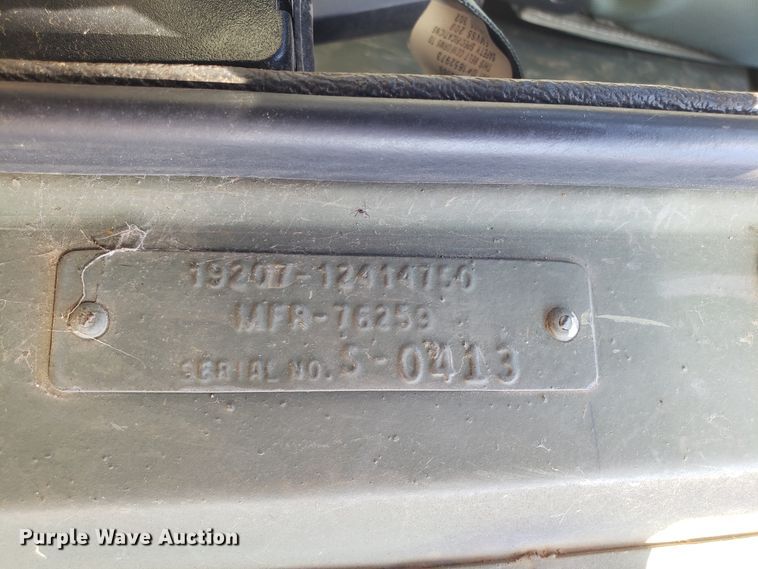 19207-12414750
MFR-76259
SERIAL NO. S-0413
Purple Wave Auction